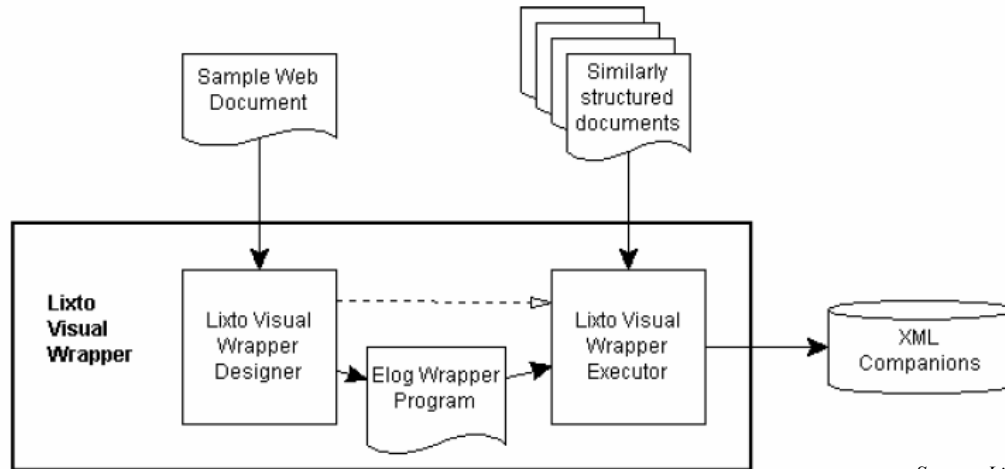 Sample Web
Document
Similarly
structured
documents
Lixto
Visual
Wrapper
Lixto Visual
Wrapper
Designer
Elog Wrapper
Program
Lixto Visual
Wrapper
Executor
XML
Companions